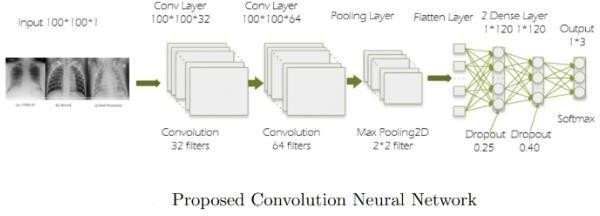 Input 100*100*1
Conv Layer
100*100*32
Conv Layer
100*100*64
Pooling Layer
Flatten Layer
2 Dense Layer
1*120 1*120
Output
1*3
Convolution
32 filters
Convolution
64 filters
Max Pooling2D
2*2 filter
Dropout
0.25
Dropout
0.40
Softmax
Proposed Convolution Neural Network